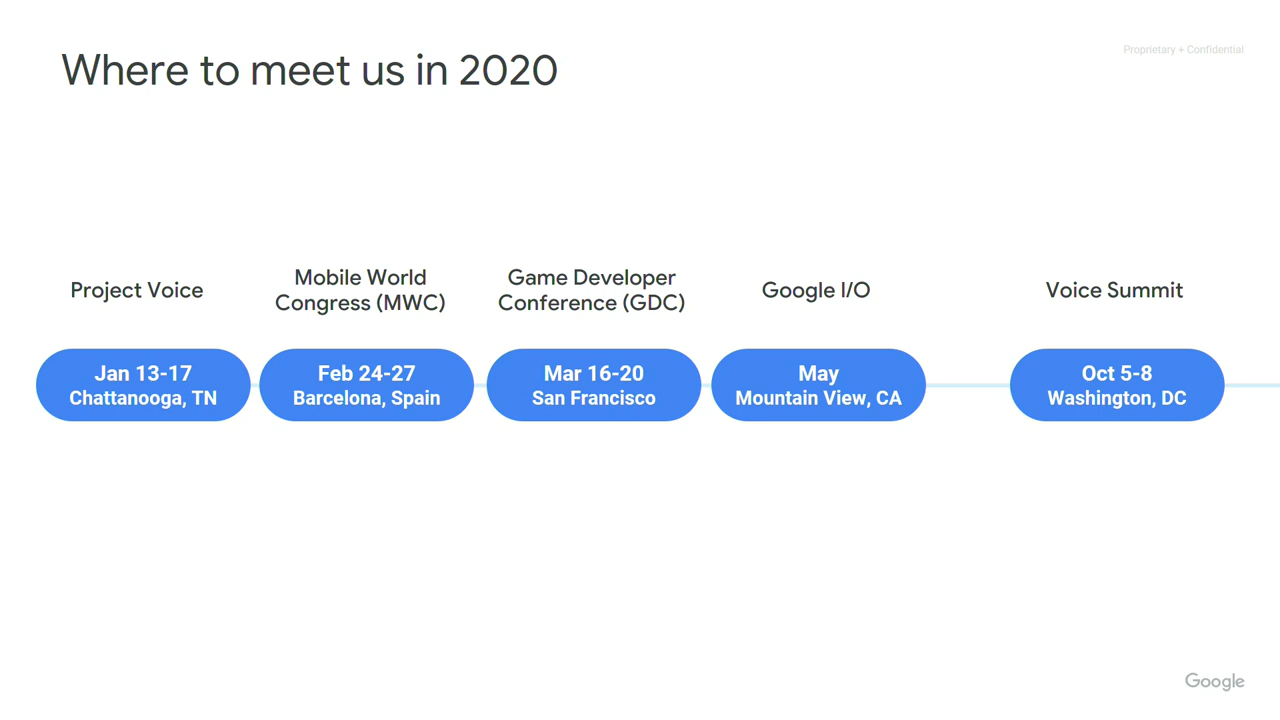 Where to meet us in 2020
Proprietary + Confidential
Project Voice
Mobile World
Congress (MWC)
Game Developer
Conference (GDC)
Google I/O
Voice Summit
Jan 13-17
Chattanooga, TN
Feb 24-27
Barcelona, Spain
Mar 16-20
San Francisco
May
Mountain View, CA
Oct 5-8
Washington, DC
Google